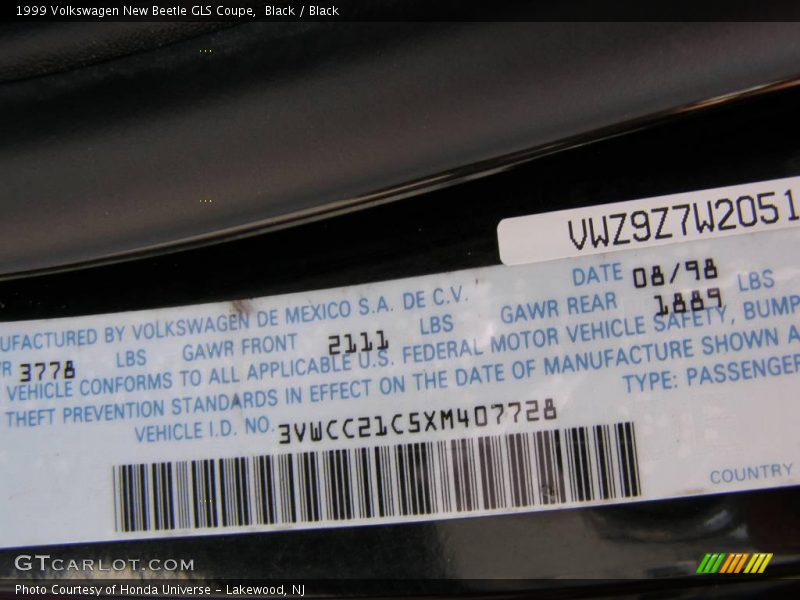 1999 Volkswagen New Beetle GLS Coupe, Black / Black
VWZ9Z7W2051
UFACTURED BY VOLKSWAGEN DE MEXICO S.A. DE C.V. DATE 08/98
R 3778 LBS GAWR FRONT 2111 LBS GAWR REAR 1889 LBS
VEHICLE CONFORMS TO ALL APPLICABLE U.S. FEDERAL MOTOR VEHICLE SAFETY, BUMP
THEFT PREVENTION STANDARDS IN EFFECT ON THE DATE OF MANUFACTURE SHOWN A
VEHICLE I.D. NO. 3VWCC21C5XM407728 TYPE: PASSENGER
COUNTRY
GTCARLOT.COM
Photo Courtesy of Honda Universe - Lakewood, NJ